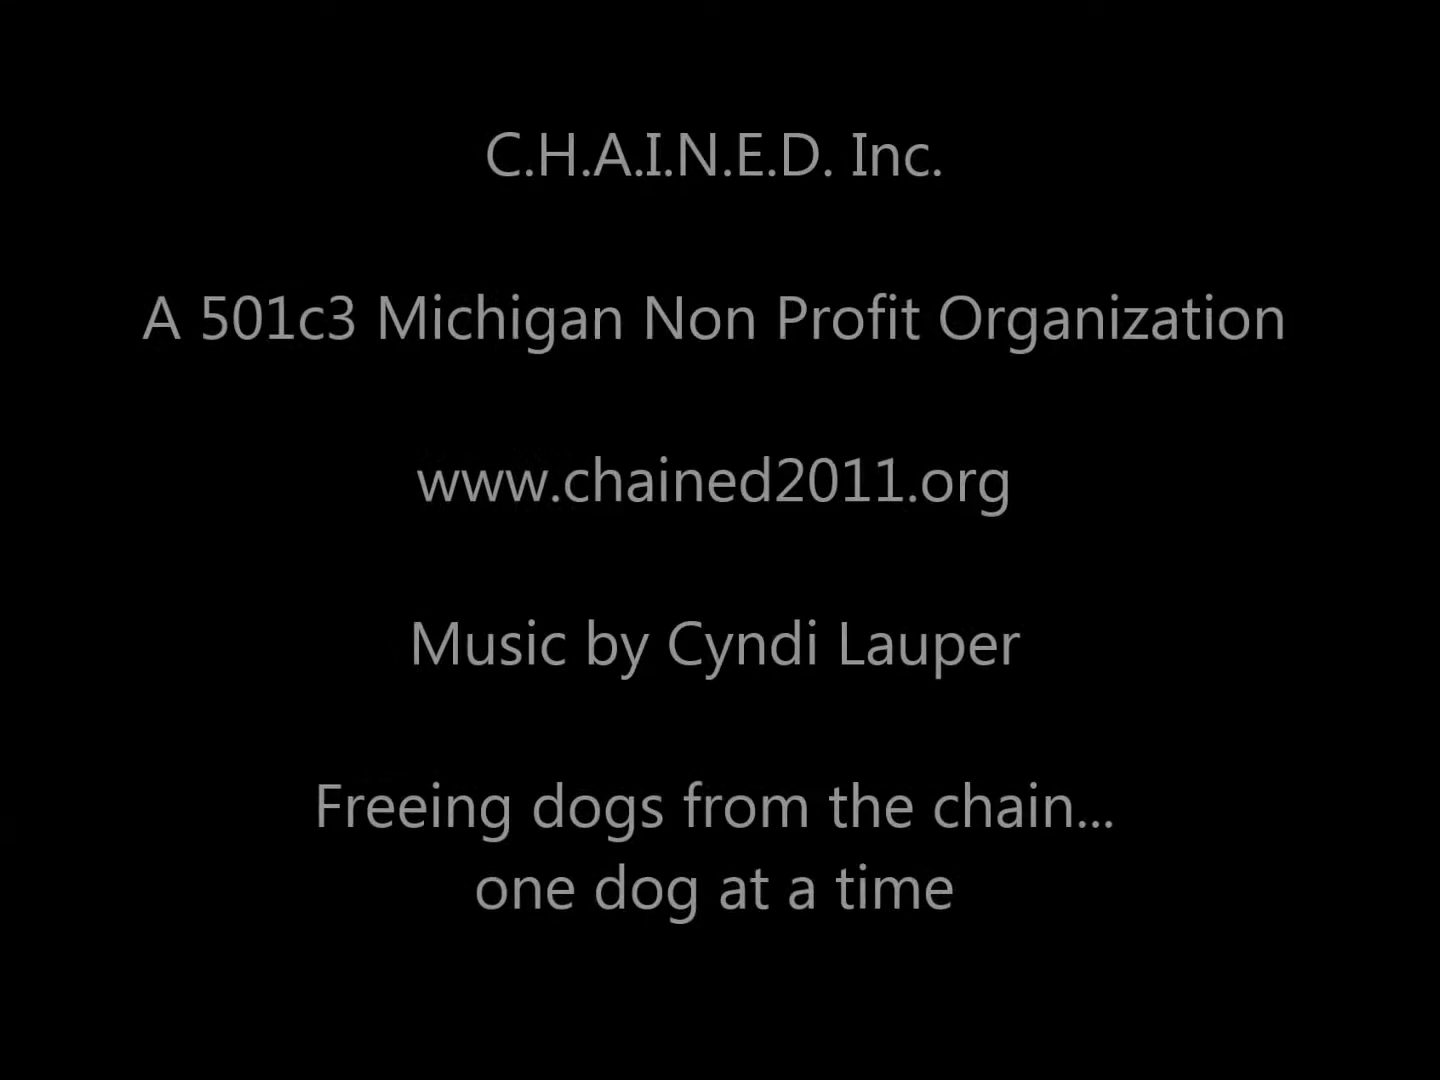 C.H.A.I.N.E.D. Inc.
A 501c3 Michigan Non Profit Organization
www.chained2011.org
Music by Cyndi Lauper
Freeing dogs from the chain...
one dog at a time